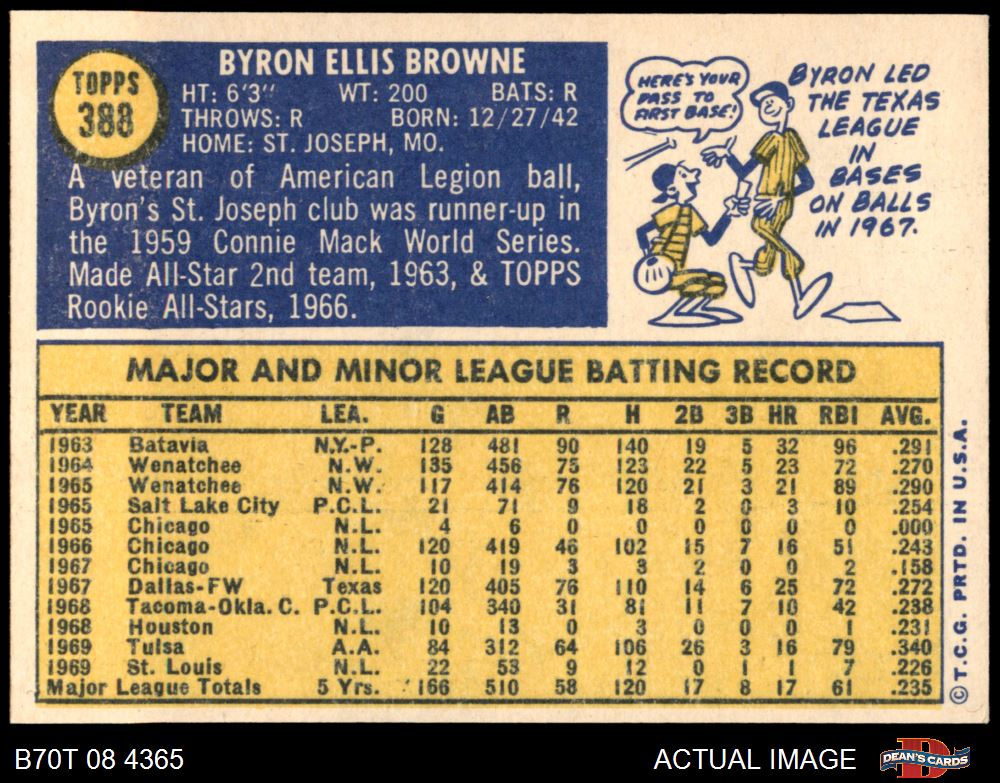 TOPPS
388
BYRON ELLIS BROWNE
HT: 6'3" WT: 200 BATS: R
THROWS: R BORN: 12/27/42
HOME: ST. JOSEPH, MO.
A veteran of American Legion ball,
Byron's St. Joseph club was runner-up in
the 1959 Connie Mack World Series.
Made All-Star 2nd team, 1963, & TOPPS
Rookie All-Stars, 1966.
HERE'S YOUR
PASS TO
FIRST BASE!
BYRON LED
THE TEXAS
LEAGUE
IN
BASES
ON BALLS
IN 1967.
MAJOR AND MINOR LEAGUE BATTING RECORD
YEAR TEAM LEA. G AB R H 2B 3B HR RBI AVG.
1963 Batavia N.Y.-P. 128 481 90 140 19 5 32 96 .291
1964 Wenatchee N.W. 135 456 75 123 22 5 23 72 .270
1965 Wenatchee N.W. 117 414 76 120 21 3 21 89 .290
1965 Salt Lake City P.C.L. 21 71 9 18 2 0 3 10 .254
1965 Chicago N.L. 4 6 0 0 0 0 0 0 .000
1966 Chicago N.L. 120 419 46 102 15 7 16 51 .243
1967 Chicago N.L. 10 19 3 3 2 0 0 2 .158
1967 Dallas-FW Texas 120 405 76 110 14 6 25 72 .272
1968 Tacoma-Okla. C. P.C.L. 104 340 31 81 11 7 10 42 .238
1968 Houston N.L. 10 13 0 3 0 0 0 1 .231
1969 Tulsa A.A. 84 312 64 106 26 3 16 79 .340
1969 St. Louis N.L. 22 53 9 12 0 1 1 7 .226
Major League Totals 5 Yrs. 166 510 58 120 17 8 17 61 .235
© T.C.G. PRTD. IN U.S.A.
B70T 08 4365
ACTUAL IMAGE
DEAN'S CARDS